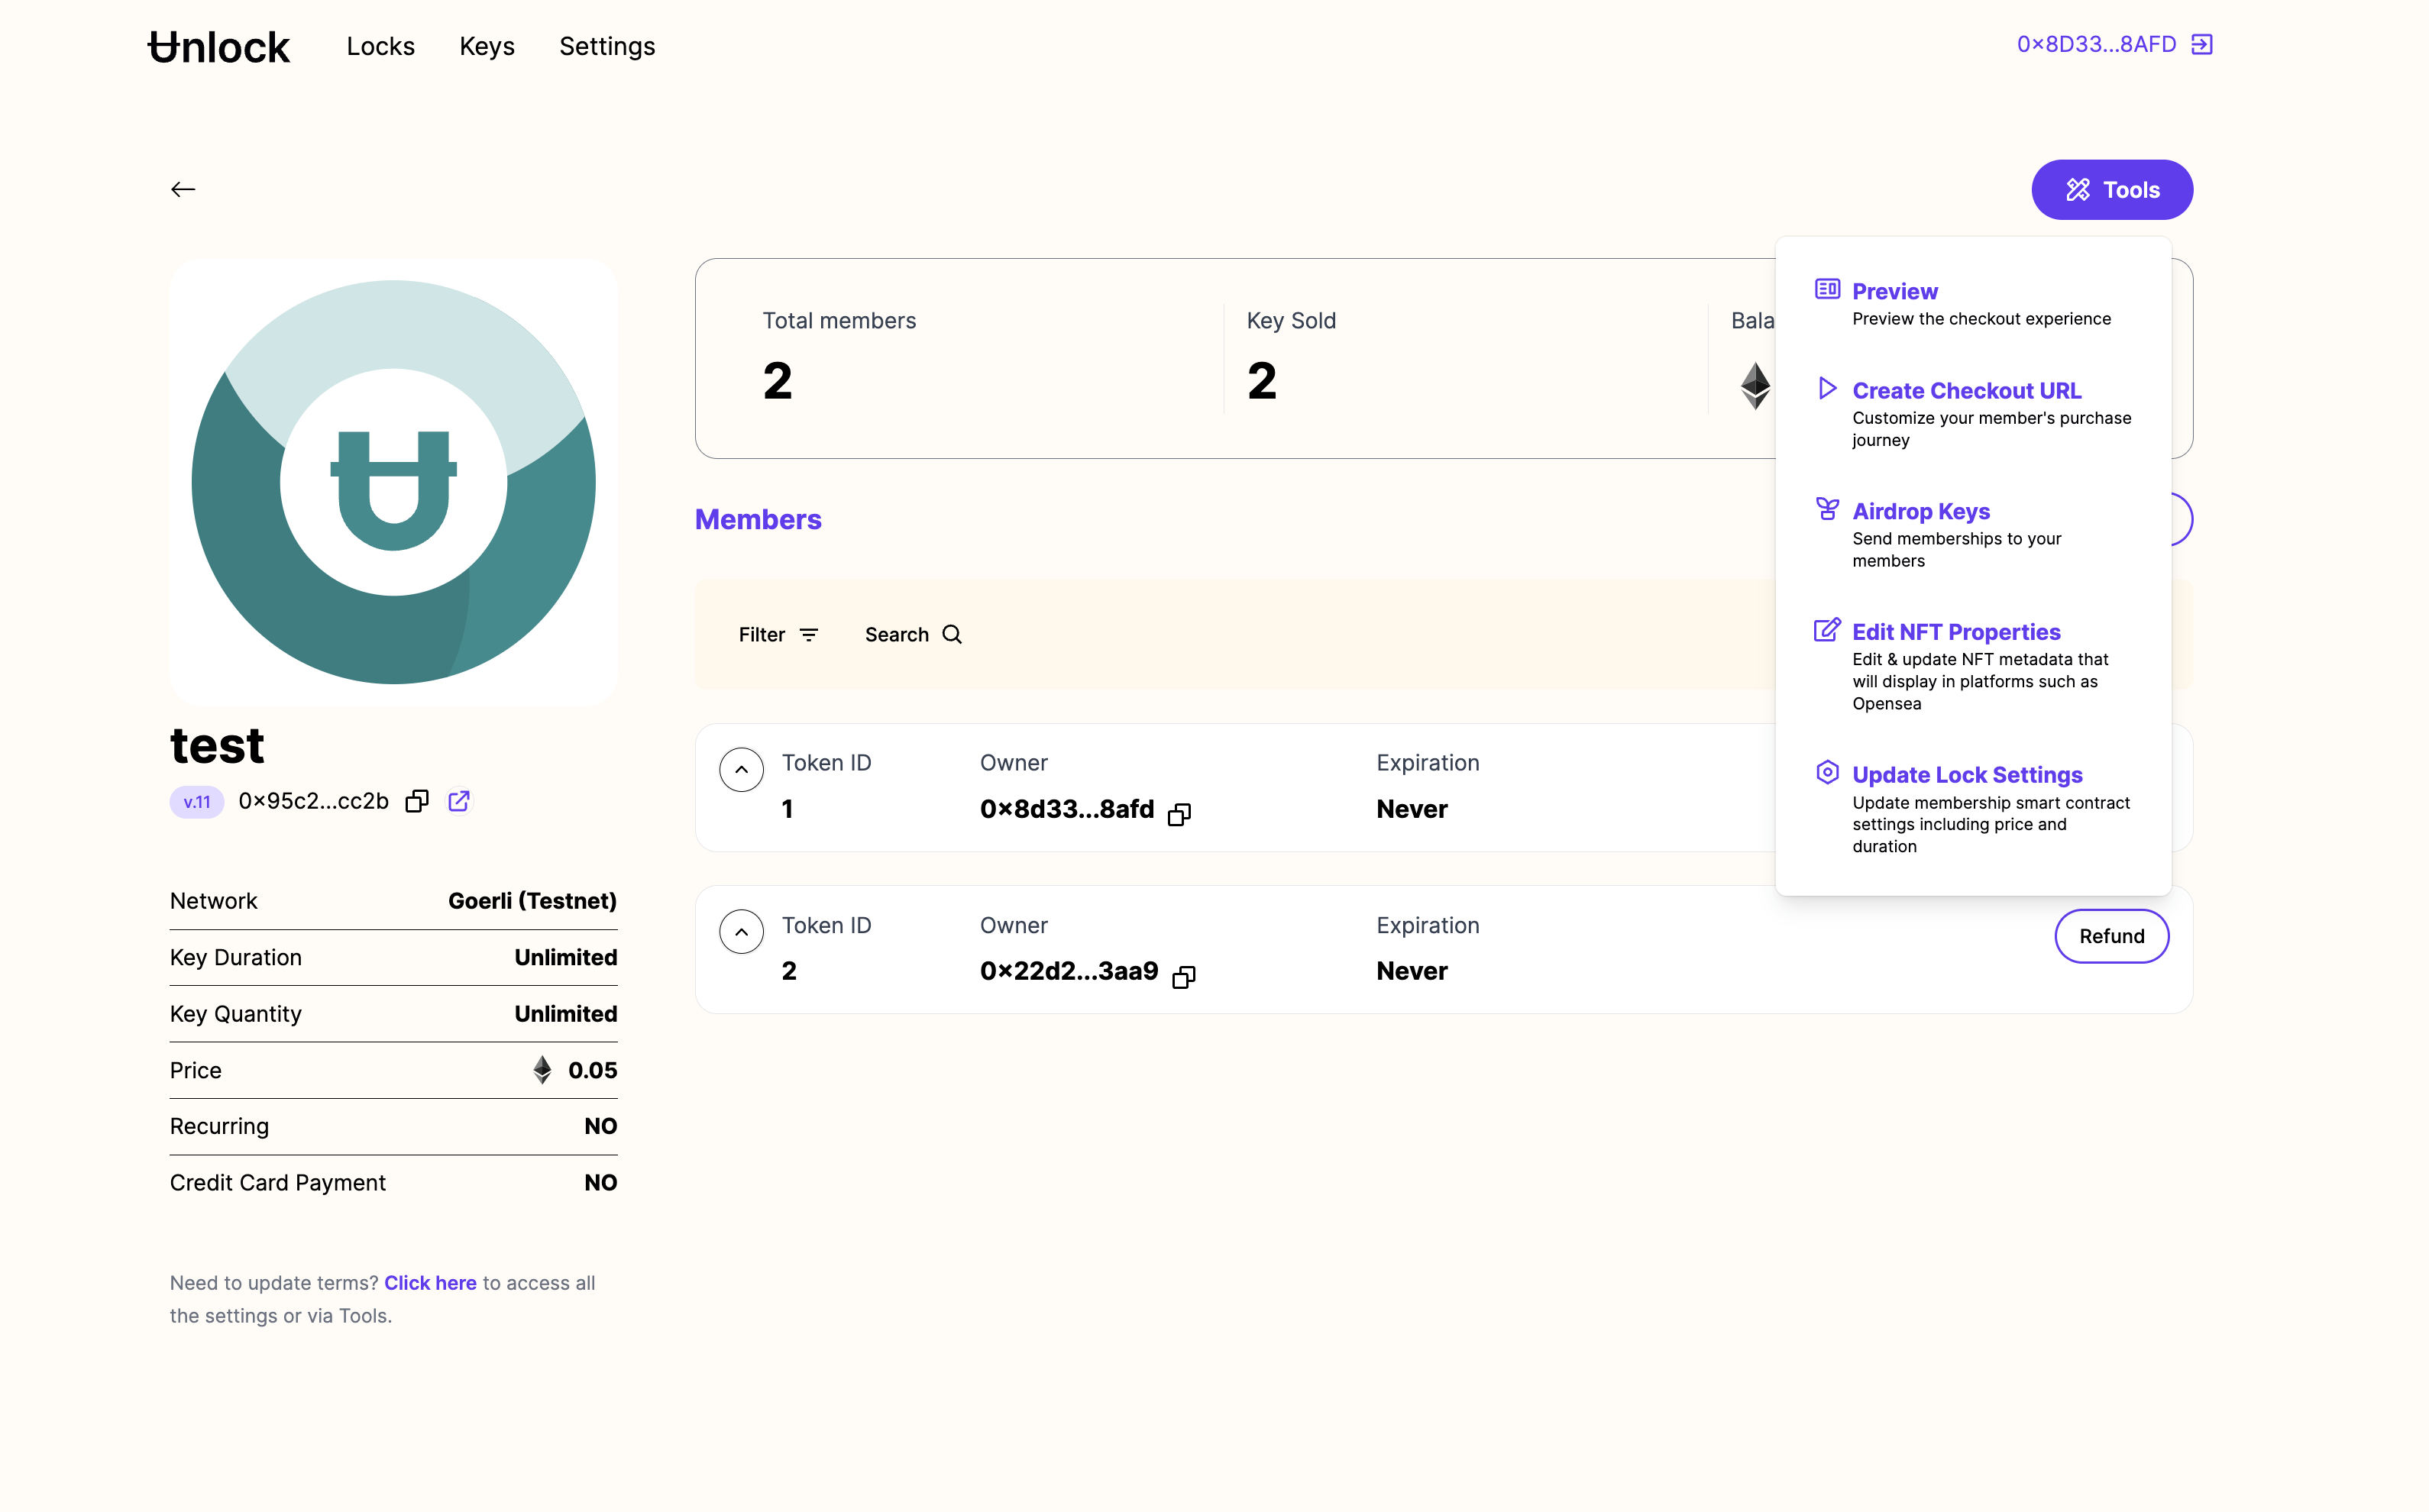 Unlock
Locks
Keys
Settings
0×8D33...8AFD
Tools
Total members
2
Key Sold
2
Bala
Preview
Preview the checkout experience
Create Checkout URL
Customize your member's purchase
journey
Airdrop Keys
Send memberships to your
members
Edit NFT Properties
Edit & update NFT metadata that
will display in platforms such as
Opensea
Update Lock Settings
Update membership smart contract
settings including price and
duration
Members
Filter
Search
Token ID
Owner
Expiration
1
0×8d33...8afd
Never
Token ID
Owner
Expiration
2
0×22d2...3aa9
Never
Refund
test
v.11
0×95c2...cc2b
Network
Goerli (Testnet)
Key Duration
Unlimited
Key Quantity
Unlimited
Price
0.05
Recurring
NO
Credit Card Payment
NO
Need to update terms? Click here to access all
the settings or via Tools.